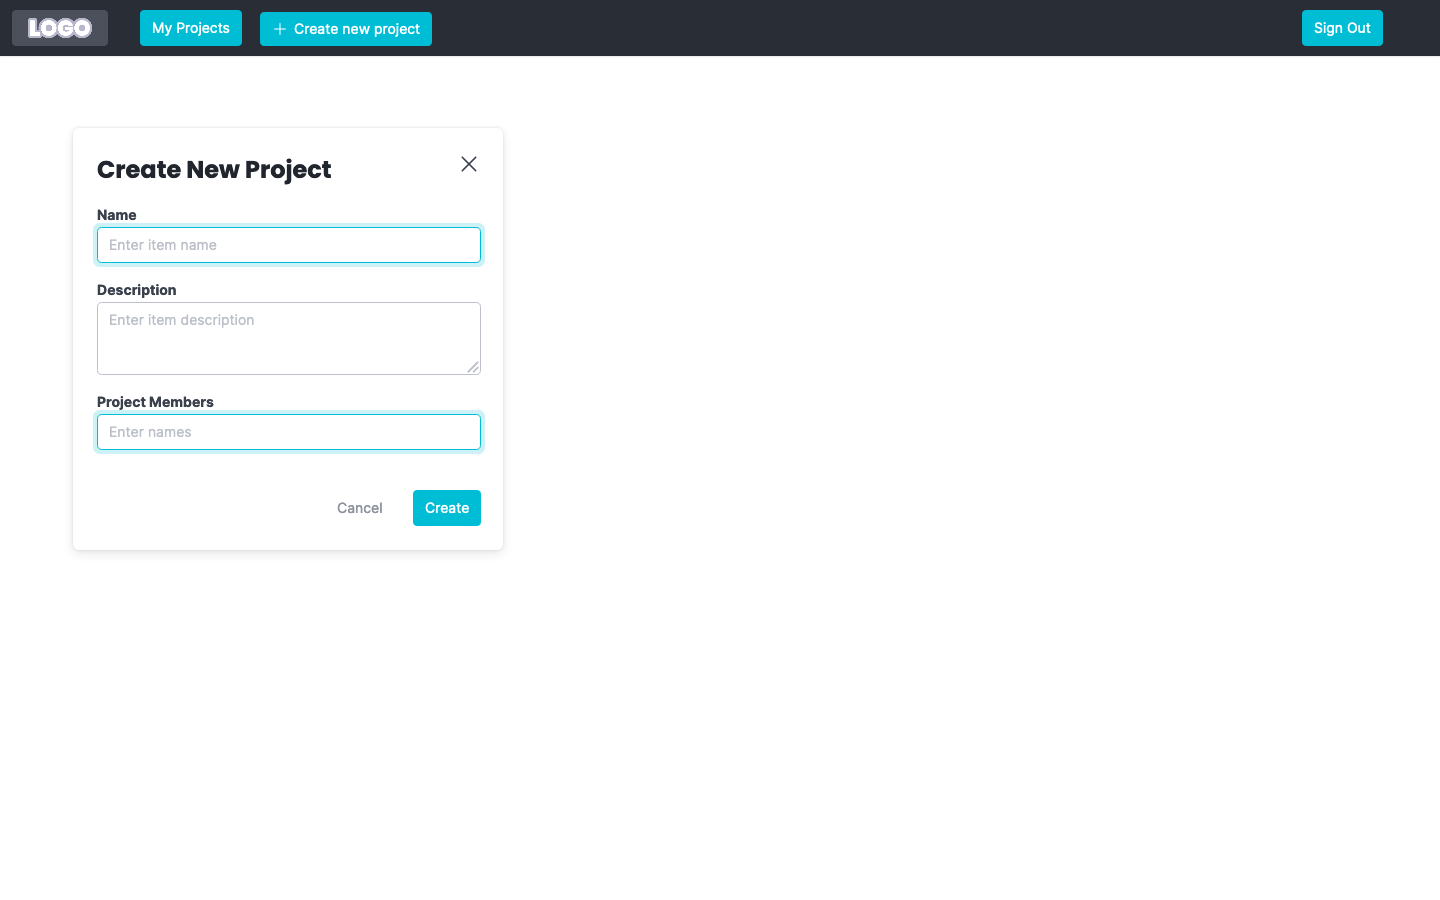 LOGO
My Projects
Create new project
Sign Out
Create New Project
Name
Enter item name
Description
Enter item description
Project Members
Enter names
Cancel
Create